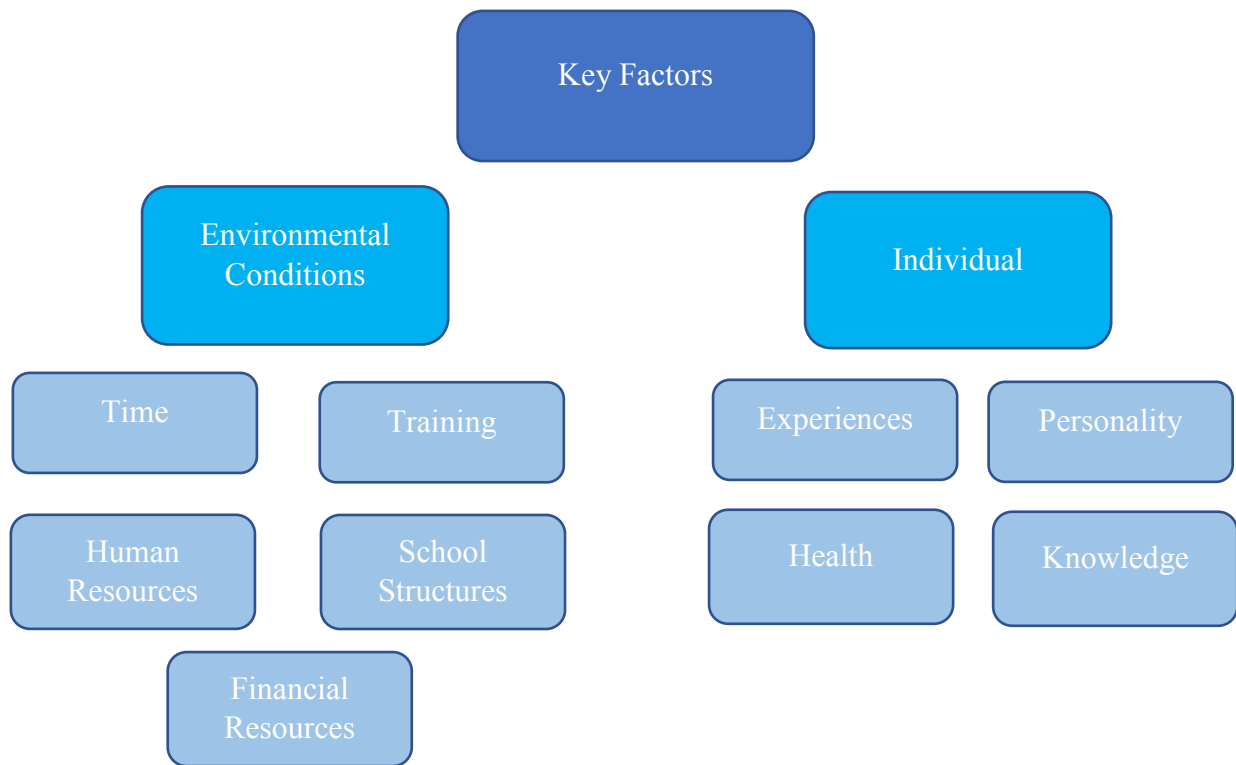 Key Factors
Environmental
Conditions
Individual
Time
Training
Experiences
Personality
Human
Resources
School
Structures
Health
Knowledge
Financial
Resources